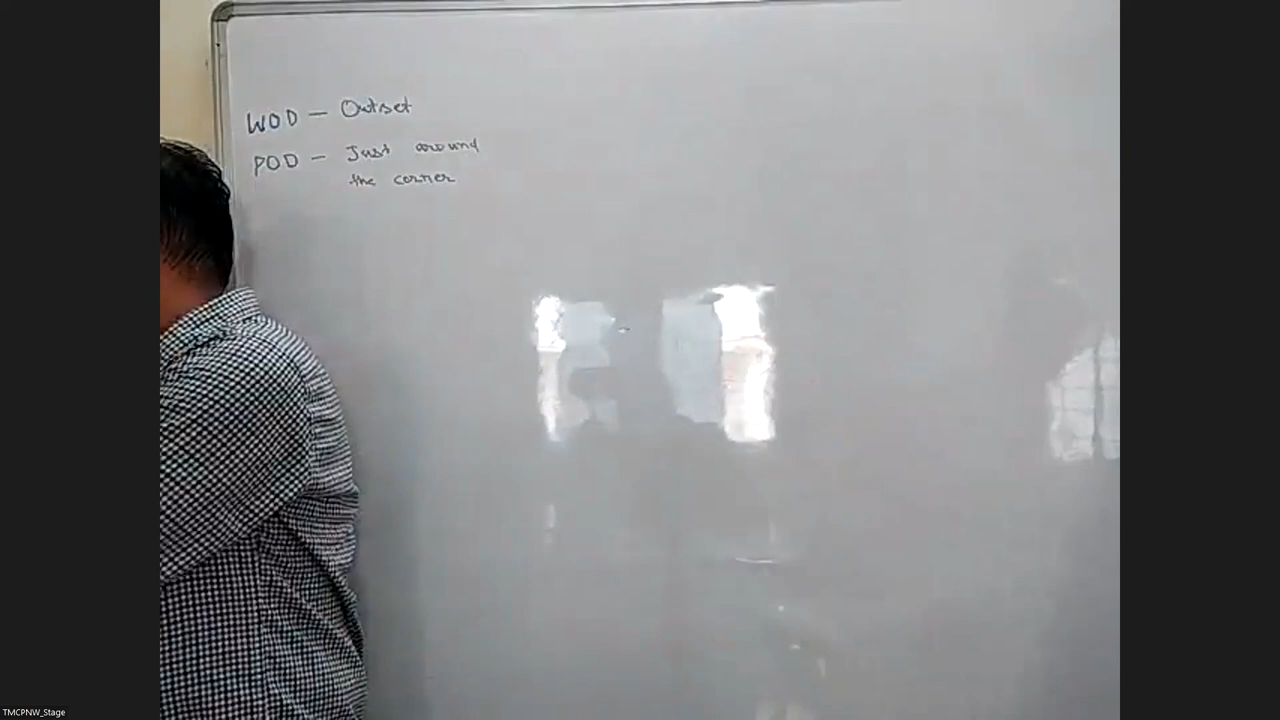 WOD - Outset
POD - Just around
the corner
TMCPNW_Stage